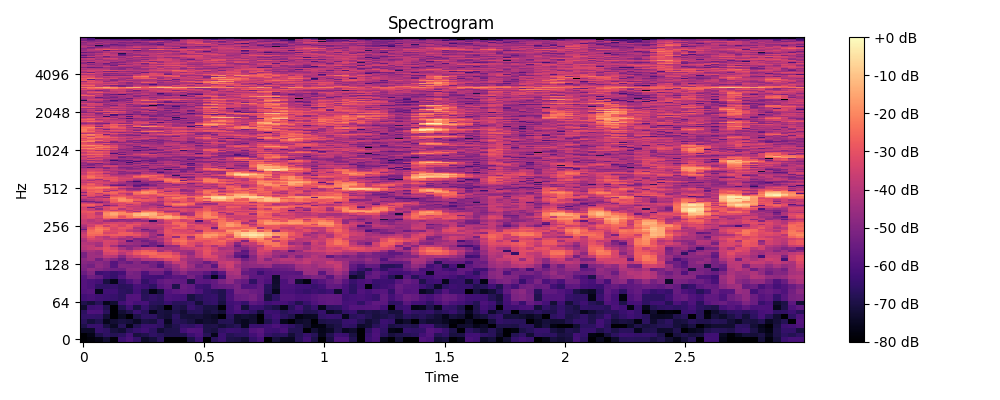 Spectrogram
Hz
4096
2048
1024
512
256
128
64
0
0 0.5 1 1.5 2 2.5
Time
+0 dB
-10 dB
-20 dB
-30 dB
-40 dB
-50 dB
-60 dB
-70 dB
-80 dB